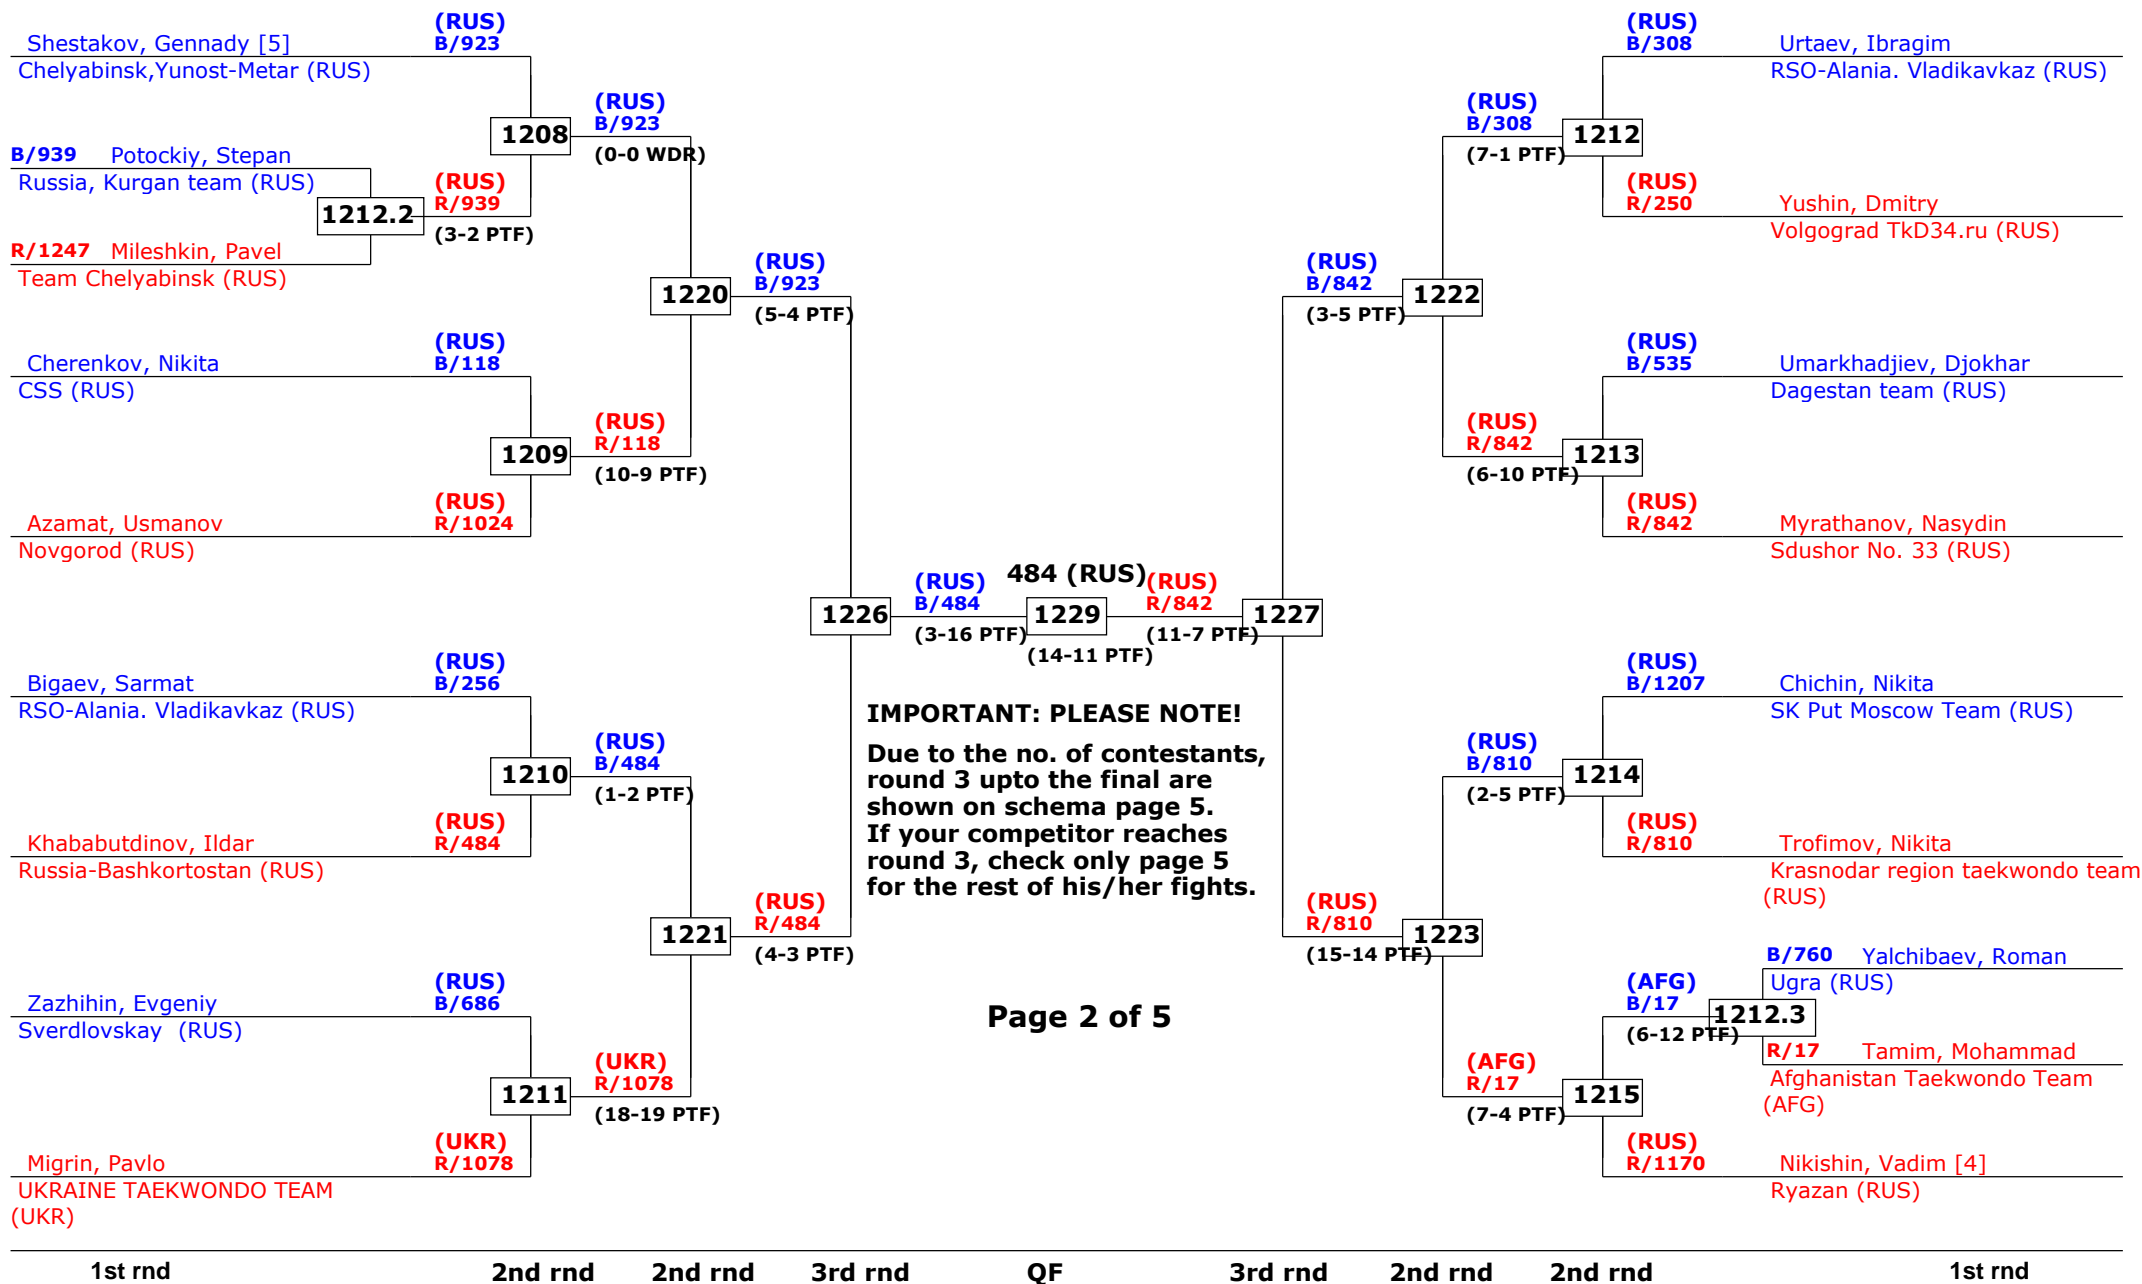 (RUS)
B/923
Shestakov, Gennady [5]
Chelyabinsk,Yunost-Metar (RUS)
1208
(RUS)
B/923
(0-0 WDR)
B/939 Potockiy, Stepan
Russia, Kurgan team (RUS)
1212.2
(RUS)
R/939
(3-2 PTF)
R/1247 Mileshkin, Pavel
Team Chelyabinsk (RUS)
1220
(RUS)
B/923
(5-4 PTF)
(RUS)
B/118
Cherenkov, Nikita
CSS (RUS)
1209
(RUS)
R/118
(10-9 PTF)
(RUS)
R/1024
Azamat, Usmanov
Novgorod (RUS)
1226
(RUS)
B/484
(3-16 PTF)
484 (RUS)
1229
(14-11 PTF)
(RUS)
R/842
(11-7 PTF)
1227
(RUS)
B/256
Bigaev, Sarmat
RSO-Alania. Vladikavkaz (RUS)
1210
(RUS)
B/484
(1-2 PTF)
(RUS)
R/484
Khababutdinov, Ildar
Russia-Bashkortostan (RUS)
1221
(RUS)
R/484
(4-3 PTF)
(RUS)
B/686
Zazhihin, Evgeniy
Sverdlovskay (RUS)
1211
(UKR)
R/1078
(18-19 PTF)
(UKR)
R/1078
Migrin, Pavlo
UKRAINE TAEKWONDO TEAM
(UKR)
IMPORTANT: PLEASE NOTE!
Due to the no. of contestants,
round 3 upto the final are
shown on schema page 5.
If your competitor reaches
round 3, check only page 5
for the rest of his/her fights.
Page 2 of 5
(RUS)
B/308
Urtaev, Ibragim
RSO-Alania. Vladikavkaz (RUS)
(RUS)
B/308
(7-1 PTF)
1212
(RUS)
R/250
Yushin, Dmitry
Volgograd TkD34.ru (RUS)
(RUS)
B/842
(3-5 PTF)
1222
(RUS)
B/535
Umarkhadjiev, Djokhar
Dagestan team (RUS)
(RUS)
R/842
(6-10 PTF)
1213
(RUS)
R/842
Myrathanov, Nasydin
Sdushor No. 33 (RUS)
(RUS)
B/1207
Chichin, Nikita
SK Put Moscow Team (RUS)
(RUS)
B/810
(2-5 PTF)
1214
(RUS)
R/810
Trofimov, Nikita
Krasnodar region taekwondo team
(RUS)
(RUS)
R/810
(15-14 PTF)
1223
B/760 Yalchibaev, Roman
Ugra (RUS)
(AFG)
B/17
(6-12 PTF)
1212.3
R/17 Tamim, Mohammad
Afghanistan Taekwondo Team
(AFG)
(AFG)
R/17
(7-4 PTF)
1215
(RUS)
R/1170
Nikishin, Vadim [4]
Ryazan (RUS)
1st rnd 2nd rnd 2nd rnd 3rd rnd QF 3rd rnd 2nd rnd 2nd rnd 1st rnd